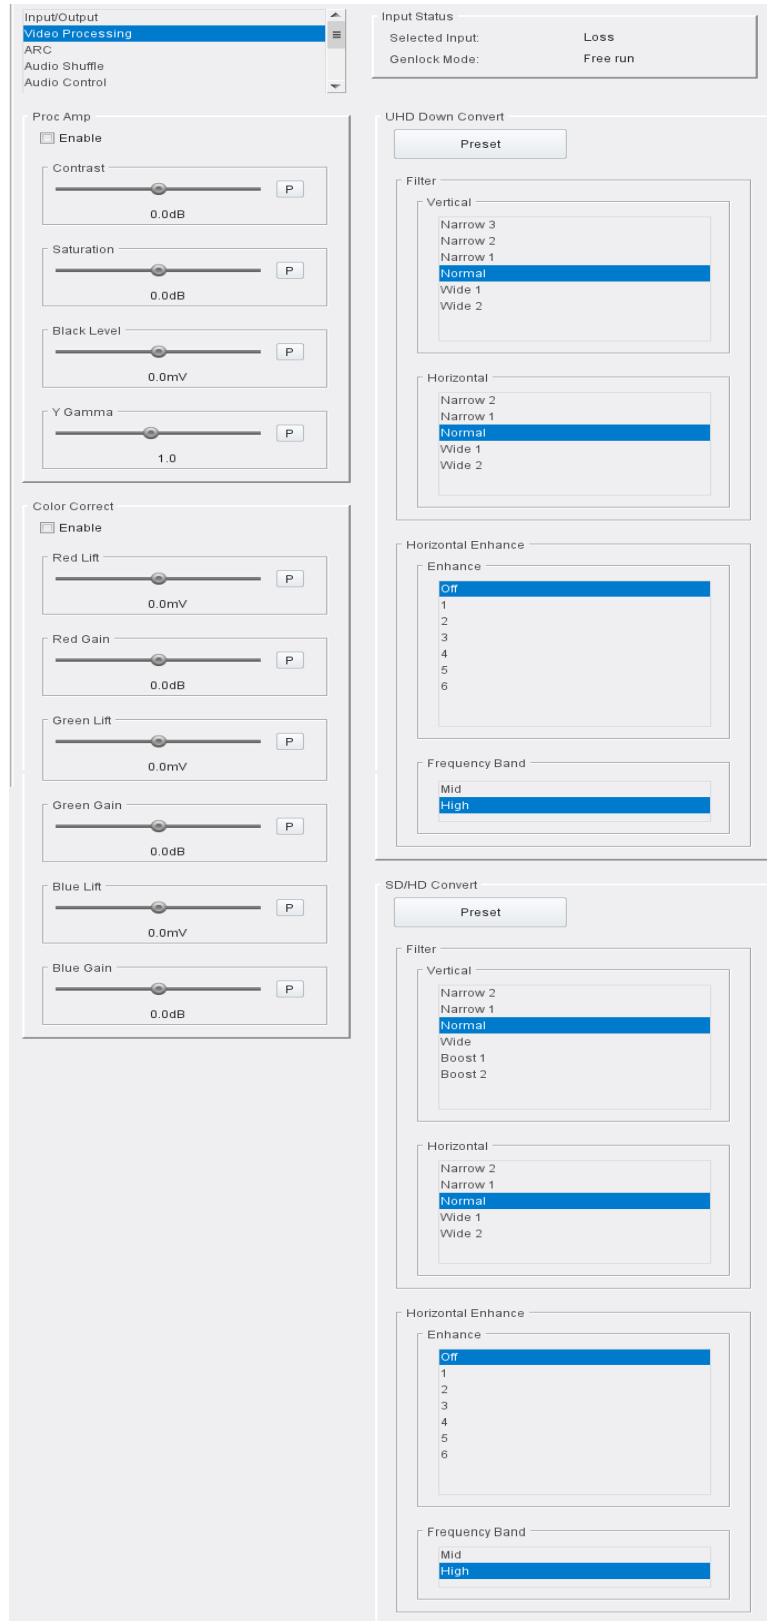 Input/Output
Video Processing
ARC
Audio Shuffle
Audio Control
Input Status
Selected Input: Loss
Genlock Mode: Free run
Proc Amp
Enable
Contrast
P
0.0dB
Saturation
P
0.0dB
Black Level
P
0.0mV
Y Gamma
P
1.0
Color Correct
Enable
Red Lift
P
0.0mV
Red Gain
P
0.0dB
Green Lift
P
0.0mV
Green Gain
P
0.0dB
Blue Lift
P
0.0mV
Blue Gain
P
0.0dB
UHD Down Convert
Preset
Filter
Vertical
Narrow 3
Narrow 2
Narrow 1
Normal
Wide 1
Wide 2
Horizontal
Narrow 2
Narrow 1
Normal
Wide 1
Wide 2
Horizontal Enhance
Enhance
Off
1
2
3
4
5
6
Frequency Band
Mid
High
SD/HD Convert
Preset
Filter
Vertical
Narrow 2
Narrow 1
Normal
Wide
Boost 1
Boost 2
Horizontal
Narrow 2
Narrow 1
Normal
Wide 1
Wide 2
Horizontal Enhance
Enhance
Off
1
2
3
4
5
6
Frequency Band
Mid
High